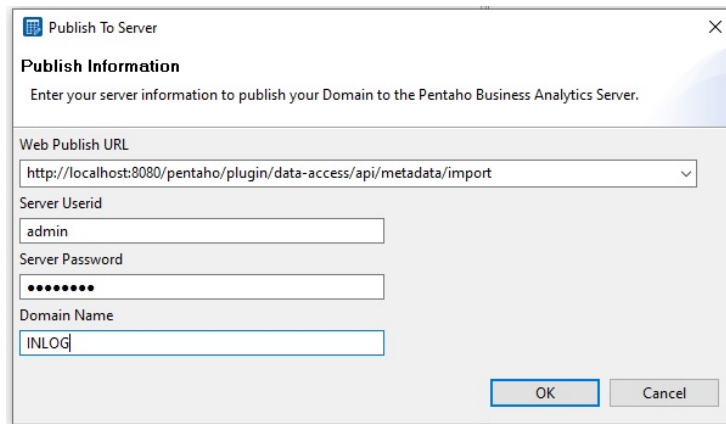 Publish To Server
Publish Information
Enter your server information to publish your Domain to the Pentaho Business Analytics Server.
Web Publish URL
http://localhost:8080/pentaho/plugin/data-access/api/metadata/import
Server Userid
admin
Server Password
●●●●●●●●
Domain Name
INLOG
OK Cancel